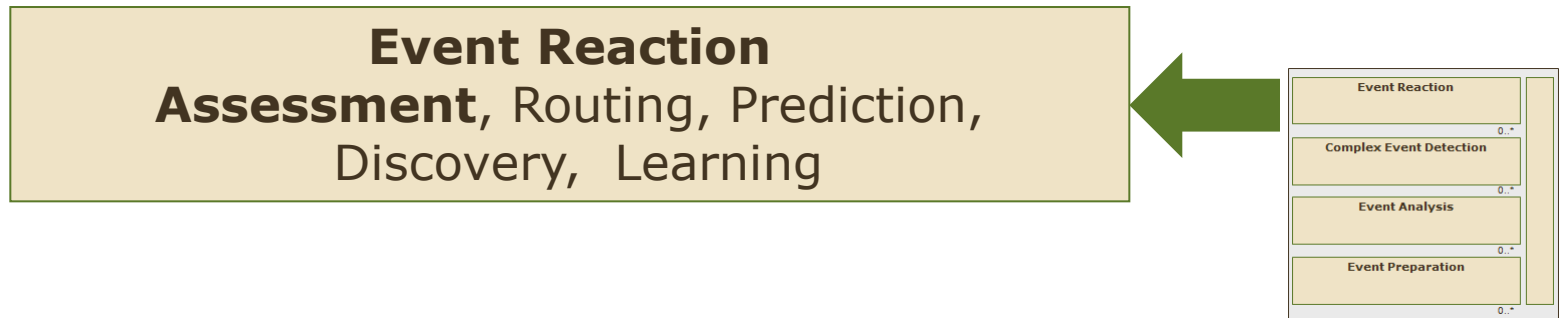 Event Reaction
Assessment, Routing, Prediction,
Discovery, Learning
Event Reaction
0..*
Complex Event Detection
0..*
Event Analysis
0..*
Event Preparation
0..*